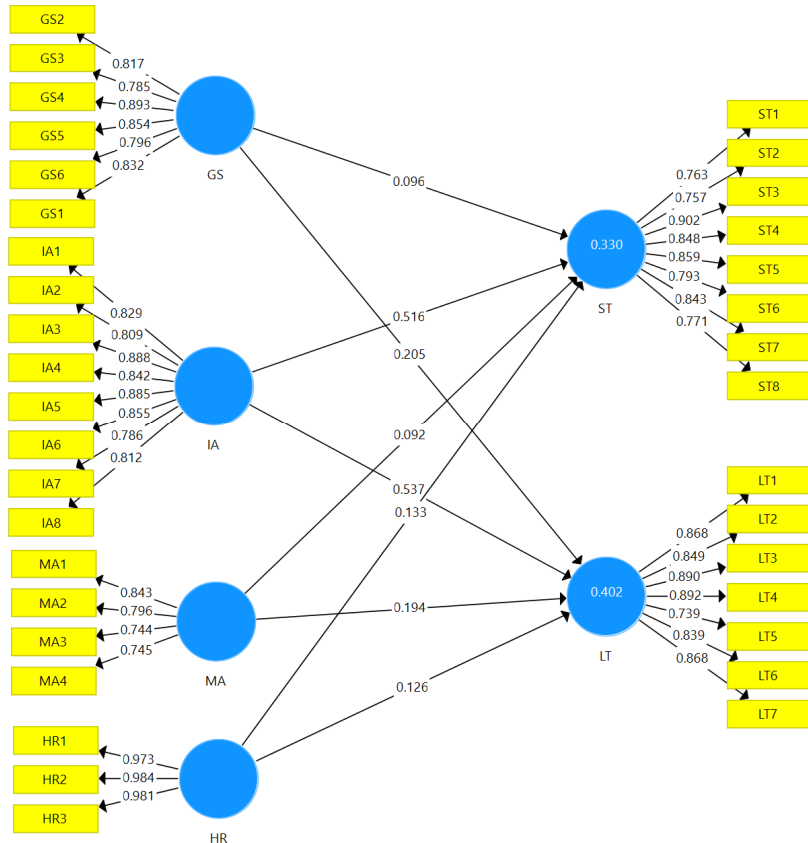 GS2
GS3
GS4
GS5
GS6
GS1
0.817
0.785
0.893
0.854
0.796
0.832
GS
IA1
IA2
IA3
IA4
IA5
IA6
IA7
IA8
0.829
0.809
0.888
0.842
0.885
0.855
0.786
0.812
IA
MA1
MA2
MA3
MA4
0.843
0.796
0.744
0.745
MA
HR1
HR2
HR3
0.973
0.984
0.981
HR
0.096
0.516
0.205
0.092
0.537
0.133
0.194
0.126
0.330
ST
0.763
0.757
0.902
0.848
0.859
0.793
0.843
0.771
ST1
ST2
ST3
ST4
ST5
ST6
ST7
ST8
0.402
LT
0.868
0.849
0.890
0.892
0.739
0.839
0.868
LT1
LT2
LT3
LT4
LT5
LT6
LT7